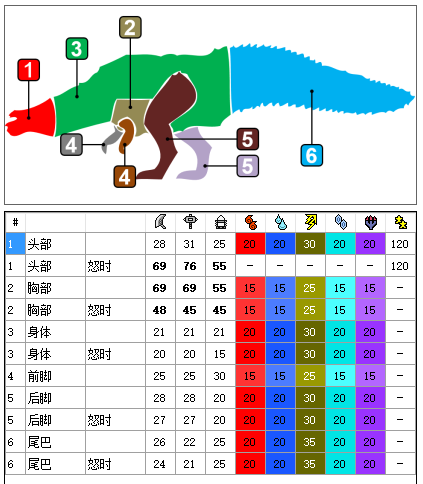 2
3
1
4
5
4
5
6
#
1 头部 28 31 25 20 20 30 20 20 120
1 头部 怒时 69 76 55 – – – – – 120
2 胸部 69 69 55 15 15 25 15 15 –
2 胸部 怒时 48 45 45 15 15 25 15 15 –
3 身体 21 21 21 20 20 30 20 20 –
3 身体 怒时 20 20 15 20 20 30 20 20 –
4 前脚 25 25 30 15 15 25 15 15 –
5 后脚 28 28 20 20 20 30 20 20 –
5 后脚 怒时 27 27 20 20 20 30 20 20 –
6 尾巴 26 22 25 20 20 35 20 20 –
6 尾巴 怒时 24 21 25 20 20 35 20 20 –